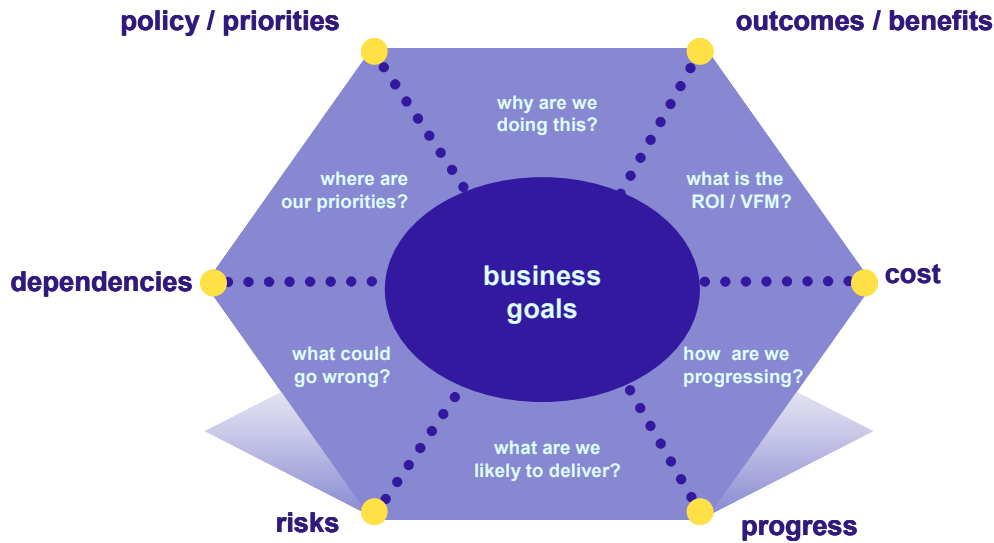 policy / priorities
outcomes / benefits
why are we
doing this?
where are
our priorities?
what is the
ROI / VFM?
dependencies
business
goals
cost
what could
go wrong?
how are we
progressing?
what are we
likely to deliver?
risks
progress